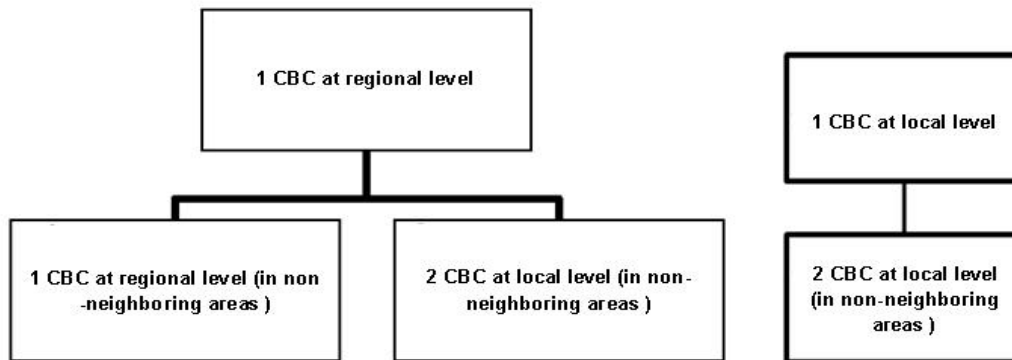 1 CBC at regional level
1 CBC at local level
1 CBC at regional level (in non
-neighboring areas )
2 CBC at local level (in non-
neighboring areas )
2 CBC at local level
(in non-neighboring
areas )